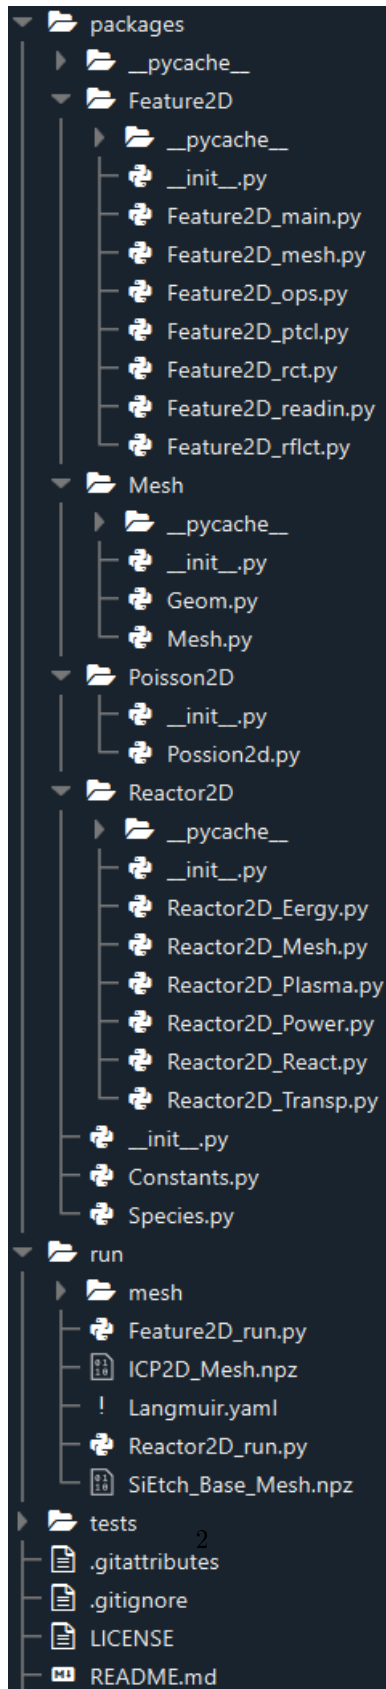 packages
__pycache__
Feature2D
__pycache__
__init__.py
Feature2D_main.py
Feature2D_mesh.py
Feature2D_ops.py
Feature2D_ptcl.py
Feature2D_rct.py
Feature2D_readin.py
Feature2D_rflct.py
Mesh
__pycache__
__init__.py
Geom.py
Mesh.py
Poisson2D
__init__.py
Possion2d.py
Reactor2D
__pycache__
__init__.py
Reactor2D_Eergy.py
Reactor2D_Mesh.py
Reactor2D_Plasma.py
Reactor2D_Power.py
Reactor2D_React.py
Reactor2D_Transp.py
__init__.py
Constants.py
Species.py
run
mesh
Feature2D_run.py
ICP2D_Mesh.npz
! Langmuir.yaml
Reactor2D_run.py
SiEtch_Base_Mesh.npz
tests
2
.gitattributes
.gitignore
LICENSE
README.md